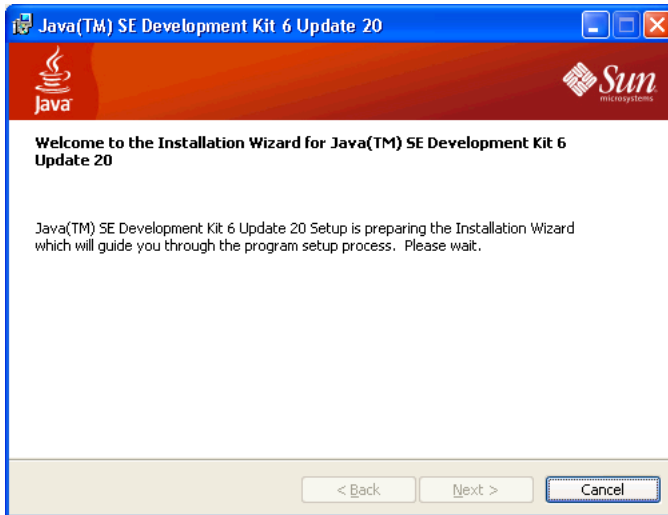 Java(TM) SE Development Kit 6 Update 20
Java
Sun
microsystems
Welcome to the Installation Wizard for Java(TM) SE Development Kit 6
Update 20
Java(TM) SE Development Kit 6 Update 20 Setup is preparing the Installation Wizard
which will guide you through the program setup process.  Please wait.
< Back
Next >
Cancel